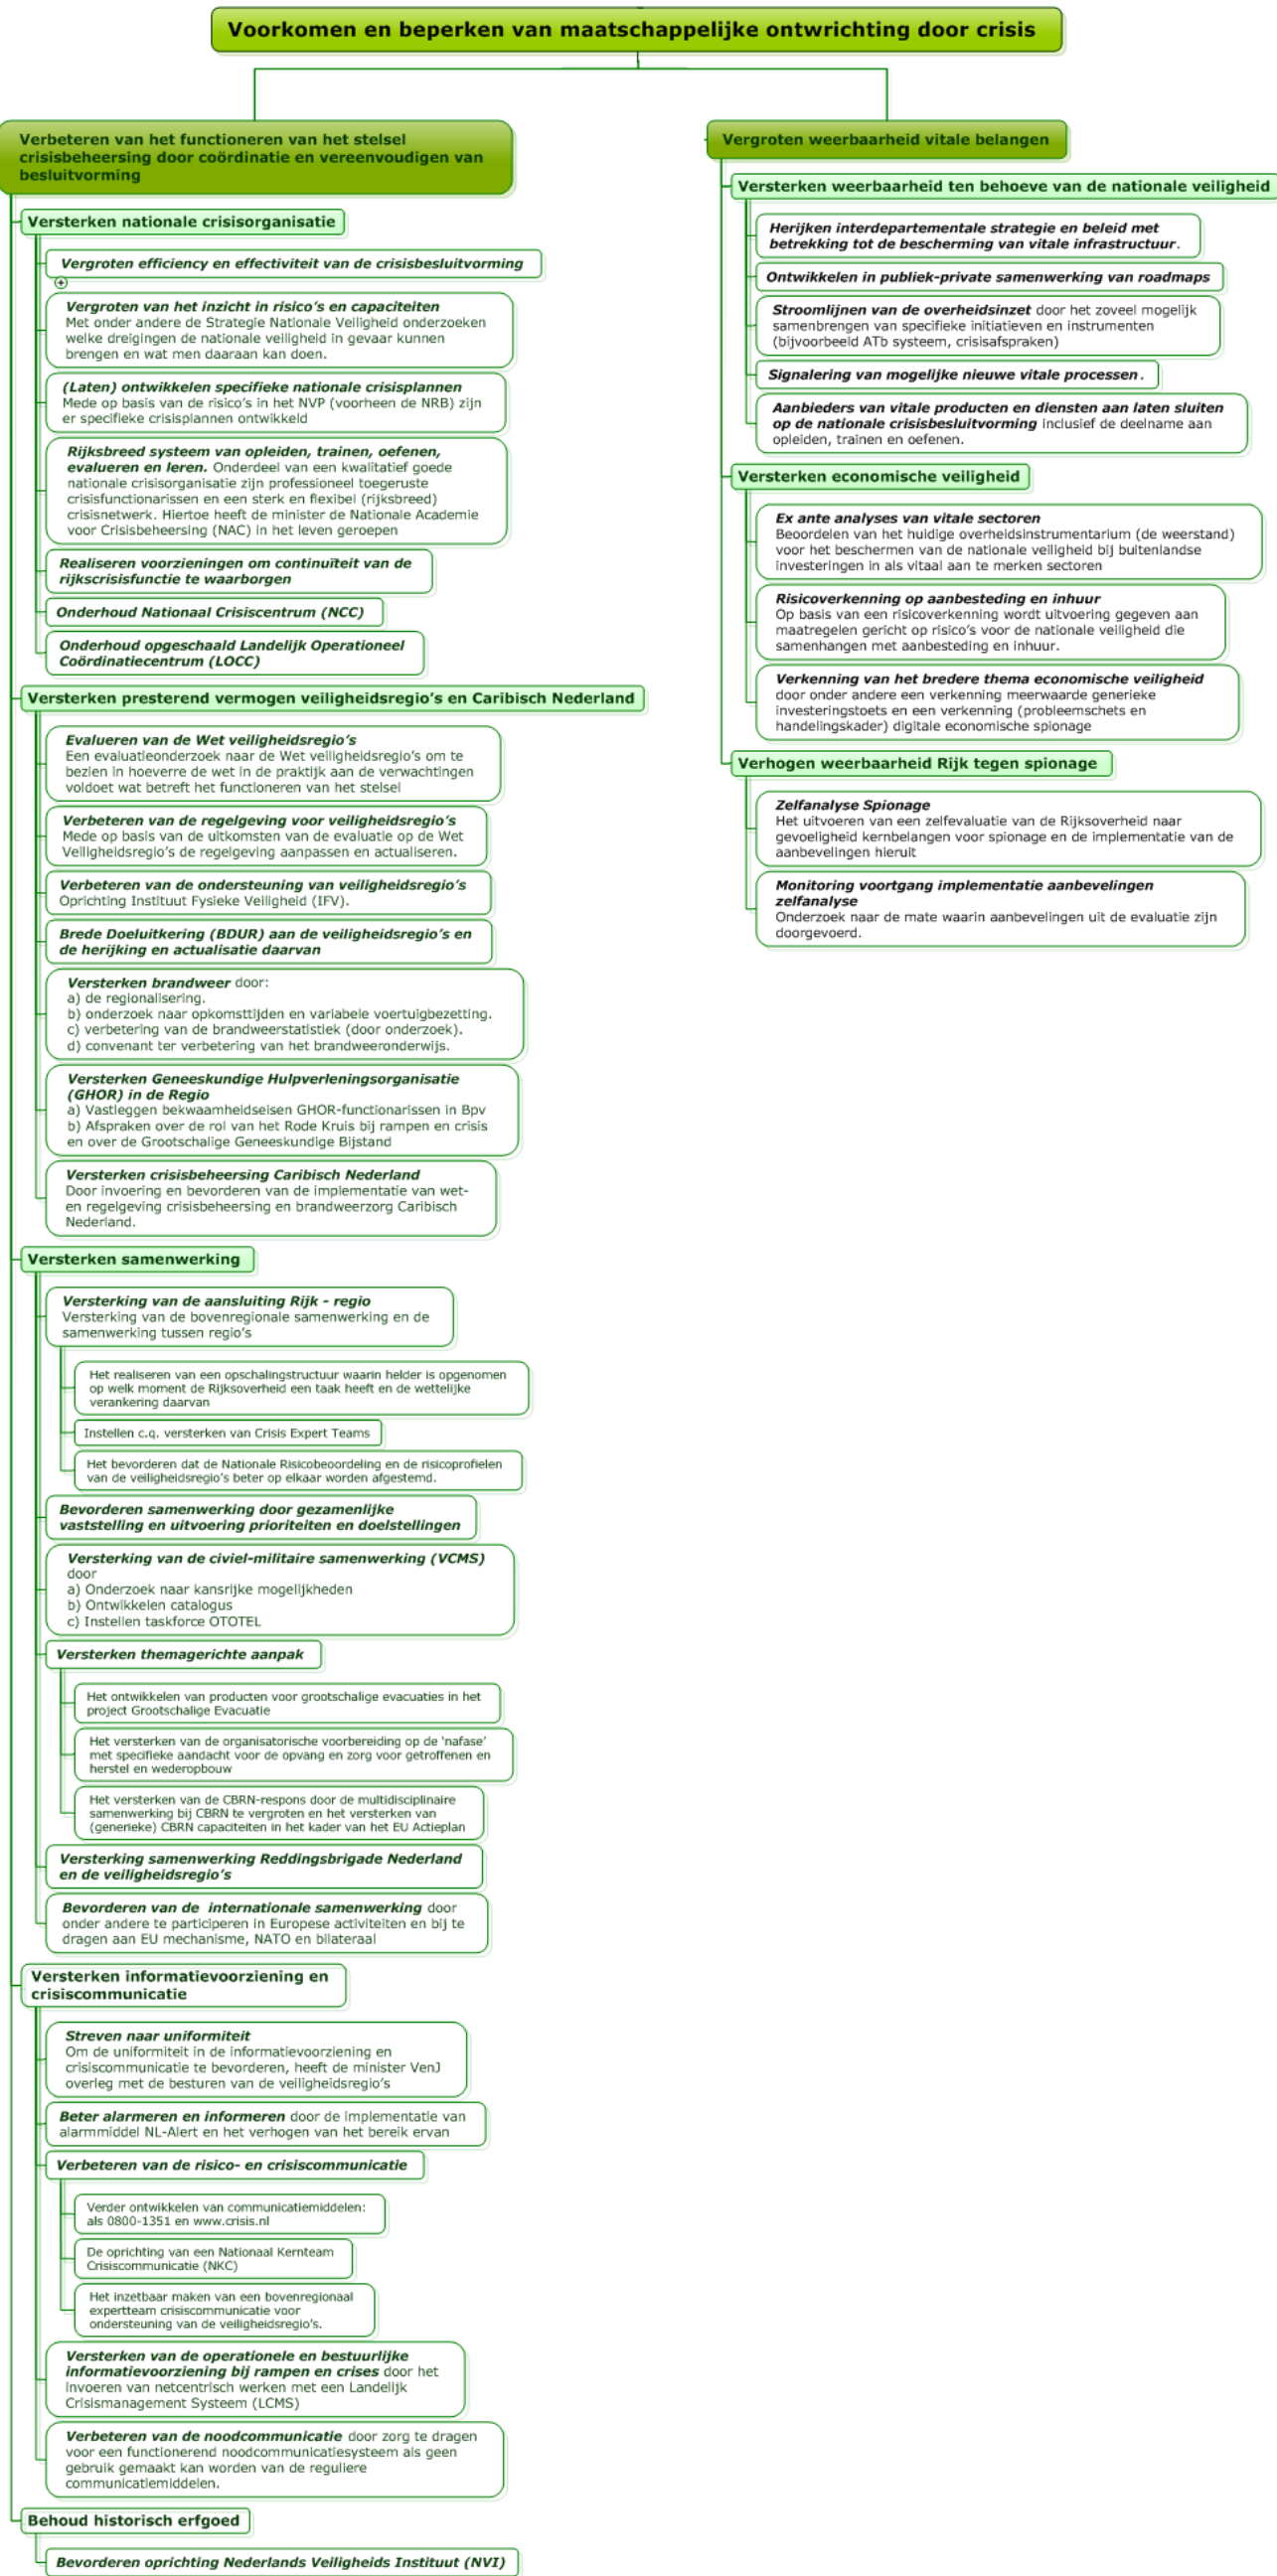 Voorkomen en beperken van maatschappelijke ontwrichting door crisis
Verbeteren van het functioneren van het stelsel
crisisbeheersing door coördinatie en vereenvoudigen van
besluitvorming
Versterken nationale crisisorganisatie
Vergroten efficiency en effectiviteit van de crisisbesluitvorming
Vergroten van het inzicht in risico's en capaciteiten
Met onder andere de Strategie Nationale Veiligheid onderzoeken
welke dreigingen de nationale veiligheid in gevaar kunnen
brengen en wat men daaraan kan doen.
(Laten) ontwikkelen specifieke nationale crisisplannen
Mede op basis van de risico's in het NVP (voorheen de NRB) zijn
er specifieke crisisplannen ontwikkeld
Rijksbreed systeem van opleiden, trainen, oefenen,
evalueren en leren. Onderdeel van een kwalitatief goede
nationale crisisorganisatie zijn professioneel toegeruste
crisisfunctionarissen en een sterk en flexibel (rijksbreed)
crisisnetwerk. Hiertoe heeft de minister de Nationale Academie
voor Crisisbeheersing (NAC) in het leven geroepen
Realiseren voorzieningen om continuïteit van de
rijkscrisisfunctie te waarborgen
Onderhoud Nationaal Crisiscentrum (NCC)
Onderhoud opgeschaald Landelijk Operationeel
Coördinatiecentrum (LOCC)
Versterken presterend vermogen veiligheidsregio's en Caribisch Nederland
Evalueren van de Wet veiligheidsregio's
Een evaluatieonderzoek naar de Wet veiligheidsregio's om te
bezien in hoeverre de wet in de praktijk aan de verwachtingen
voldoet wat betreft het functioneren van het stelsel
Verbeteren van de regelgeving voor veiligheidsregio's
Mede op basis van de uitkomsten van de evaluatie op de Wet
Veiligheidsregio's de regelgeving aanpassen en actualiseren.
Verbeteren van de ondersteuning van veiligheidsregio's
Oprichting Instituut Fysieke Veiligheid (IFV).
Brede Doeluitkering (BDUR) aan de veiligheidsregio's en
de herijking en actualisatie daarvan
Versterken brandweer door:
a) de regionalisering.
b) onderzoek naar opkomsttijden en variabele voertuigbezetting.
c) verbetering van de brandweerstatistiek (door onderzoek).
d) convenant ter verbetering van het brandweeronderwijs.
Versterken Geneeskundige Hulpverleningsorganisatie
(GHOR) in de Regio
a) Vastleggen bekwaamheidseisen GHOR-functionarissen in Bpv
b) Afspraken over de rol van het Rode Kruis bij rampen en crisis
en over de Grootschalige Geneeskundige Bijstand
Versterken crisisbeheersing Caribisch Nederland
Door invoering en bevorderen van de implementatie van wet-
en regelgeving crisisbeheersing en brandweerzorg Caribisch
Nederland.
Versterken samenwerking
Versterking van de aansluiting Rijk - regio
Versterking van de bovenregionale samenwerking en de
samenwerking tussen regio's
Het realiseren van een opschalingstructuur waarin helder is opgenomen
op welk moment de Rijksoverheid een taak heeft en de wettelijke
verankering daarvan
Instellen c.q. versterken van Crisis Expert Teams
Het bevorderen dat de Nationale Risicobeoordeling en de risicoprofielen
van de veiligheidsregio's beter op elkaar worden afgestemd.
Bevorderen samenwerking door gezamenlijke
vaststelling en uitvoering prioriteiten en doelstellingen
Versterking van de civiel-militaire samenwerking (VCMS)
door
a) Onderzoek naar kansrijke mogelijkheden
b) Ontwikkelen catalogus
c) Instellen taskforce OTOTEL
Versterken themagerichte aanpak
Het ontwikkelen van producten voor grootschalige evacuaties in het
project Grootschalige Evacuatie
Het versterken van de organisatorische voorbereiding op de 'nafase'
met specifieke aandacht voor de opvang en zorg voor getroffenen en
herstel en wederopbouw
Het versterken van de CBRN-respons door de multidisciplinaire
samenwerking bij CBRN te vergroten en het versterken van
(generieke) CBRN capaciteiten in het kader van het EU Actieplan
Versterking samenwerking Reddingsbrigade Nederland
en de veiligheidsregio's
Bevorderen van de internationale samenwerking door
onder andere te participeren in Europese activiteiten en bij te
dragen aan EU mechanisme, NATO en bilateraal
Versterken informatievoorziening en
crisiscommunicatie
Streven naar uniformiteit
Om de uniformiteit in de informatievoorziening en
crisiscommunicatie te bevorderen, heeft de minister VenJ
overleg met de besturen van de veiligheidsregio's
Beter alarmeren en informeren door de implementatie van
alarmmiddel NL-Alert en het verhogen van het bereik ervan
Verbeteren van de risico- en crisiscommunicatie
Verder ontwikkelen van communicatiemiddelen:
als 0800-1351 en www.crisis.nl
De oprichting van een Nationaal Kernteam
Crisiscommunicatie (NKC)
Het inzetbaar maken van een bovenregionaal
expertteam crisiscommunicatie voor
ondersteuning van de veiligheidsregio's.
Versterken van de operationele en bestuurlijke
informatievoorziening bij rampen en crises door het
invoeren van netcentrisch werken met een Landelijk
Crisismanagement Systeem (LCMS)
Verbeteren van de noodcommunicatie door zorg te dragen
voor een functionerend noodcommunicatiesysteem als geen
gebruik gemaakt kan worden van de reguliere
communicatiemiddelen.
Behoud historisch erfgoed
Bevorderen oprichting Nederlands Veiligheids Instituut (NVI)
Vergroten weerbaarheid vitale belangen
Versterken weerbaarheid ten behoeve van de nationale veiligheid
Herijken interdepartementale strategie en beleid met
betrekking tot de bescherming van vitale infrastructuur.
Ontwikkelen in publiek-private samenwerking van roadmaps
Stroomlijnen van de overheidsinzet door het zoveel mogelijk
samenbrengen van specifieke initiatieven en instrumenten
(bijvoorbeeld ATb systeem, crisisafspraken)
Signalering van mogelijke nieuwe vitale processen.
Aanbieders van vitale producten en diensten aan laten sluiten
op de nationale crisisbesluitvorming inclusief de deelname aan
opleiden, trainen en oefenen.
Versterken economische veiligheid
Ex ante analyses van vitale sectoren
Beoordelen van het huidige overheidsinstrumentarium (de weerstand)
voor het beschermen van de nationale veiligheid bij buitenlandse
investeringen in als vitaal aan te merken sectoren
Risicoverkenning op aanbesteding en inhuur
Op basis van een risicoverkenning wordt uitvoering gegeven aan
maatregelen gericht op risico's voor de nationale veiligheid die
samenhangen met aanbesteding en inhuur.
Verkenning van het bredere thema economische veiligheid
door onder andere een verkenning meerwaarde generieke
investeringstoets en een verkenning (probleemschets en
handelingskader) digitale economische spionage
Verhogen weerbaarheid Rijk tegen spionage
Zelfanalyse Spionage
Het uitvoeren van een zelfevaluatie van de Rijksoverheid naar
gevoeligheid kernbelangen voor spionage en de implementatie van de
aanbevelingen hieruit
Monitoring voortgang implementatie aanbevelingen
zelfanalyse
Onderzoek naar de mate waarin aanbevelingen uit de evaluatie zijn
doorgevoerd.